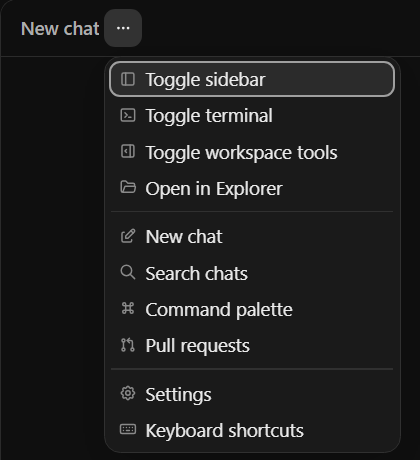 New chat ...
Toggle sidebar
Toggle terminal
Toggle workspace tools
Open in Explorer
New chat
Search chats
Command palette
Pull requests
Settings
Keyboard shortcuts